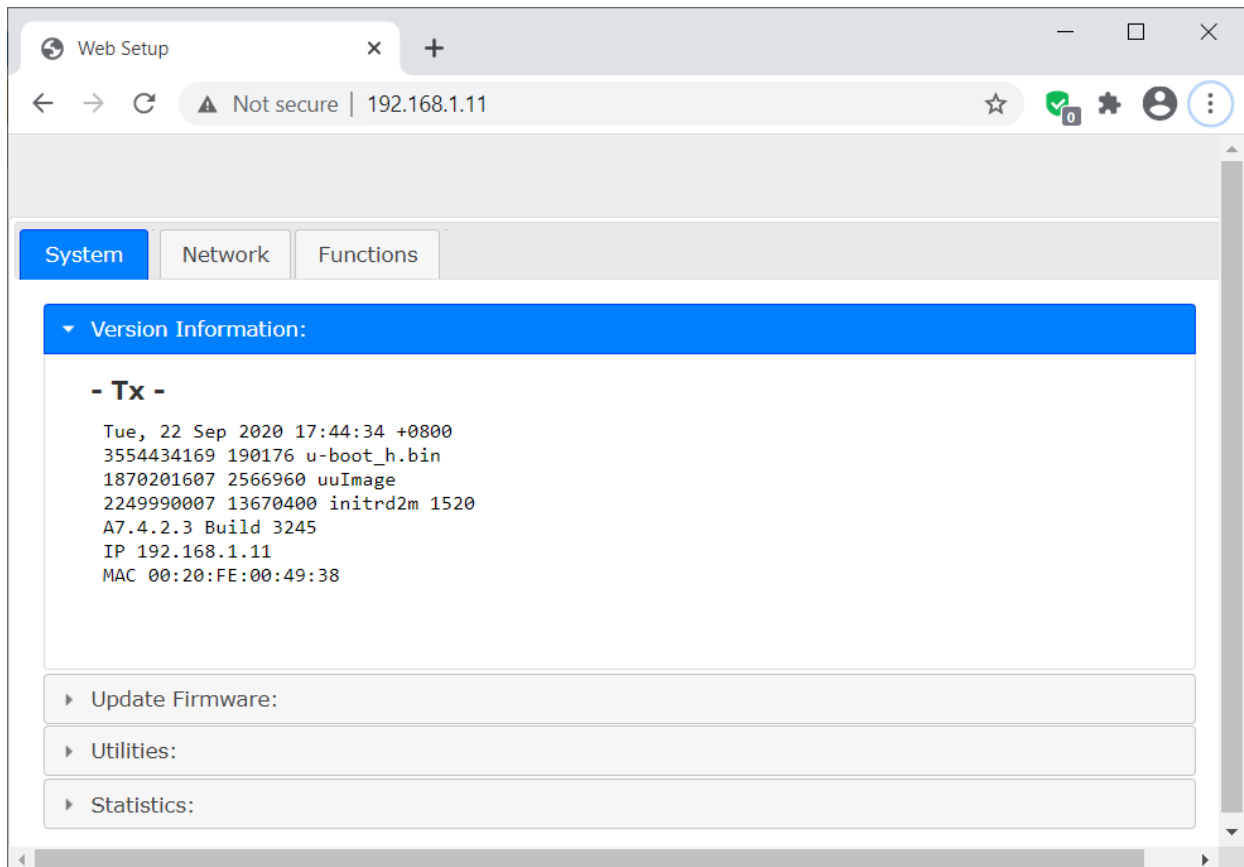 Web Setup
Not secure | 192.168.1.11
0
System Network Functions
Version Information:
- Tx -
Tue, 22 Sep 2020 17:44:34 +0800
3554434169 190176 u-boot_h.bin
1870201607 2566960 uuImage
2249990007 13670400 initrd2m 1520
A7.4.2.3 Build 3245
IP 192.168.1.11
MAC 00:20:FE:00:49:38
Update Firmware:
Utilities:
Statistics: